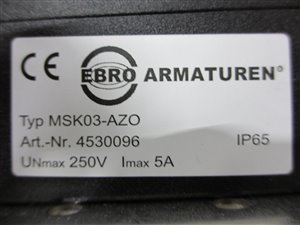 CE EBRO ARMATUREN®
Typ MSK03-AZO
Art.-Nr. 4530096 IP65
UNmax 250V Imax 5A